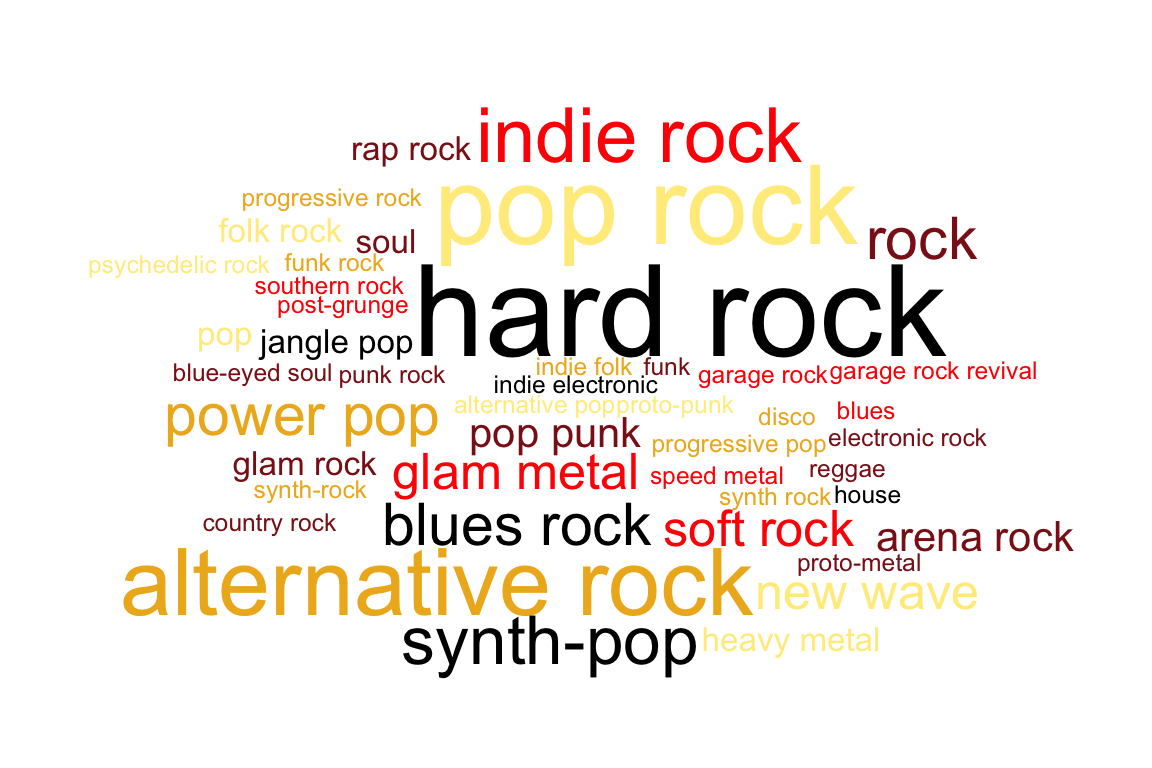 indie rock
rap rock
pop rock
progressive rock
folk rock
soul
rock
psychedelic rock
funk rock
southern rock
post-grunge
hard rock
pop
jangle pop
indie folk
funk
blue-eyed soul
punk rock
indie electronic
garage rock
garage rock revival
power pop
alternative pop
proto-punk
disco
blues
pop punk
progressive pop
electronic rock
glam rock
glam metal
speed metal
reggae
synth-rock
synth rock
house
country rock
blues rock
soft rock
arena rock
proto-metal
alternative rock
new wave
synth-pop
heavy metal